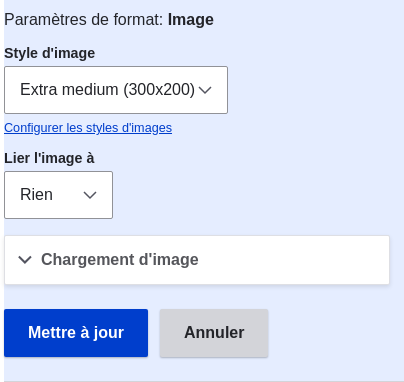 Paramètres de format: Image
Style d'image
Extra medium (300x200)
Configurer les styles d'images
Lier l'image à
Rien
Chargement d'image
Mettre à jour
Annuler